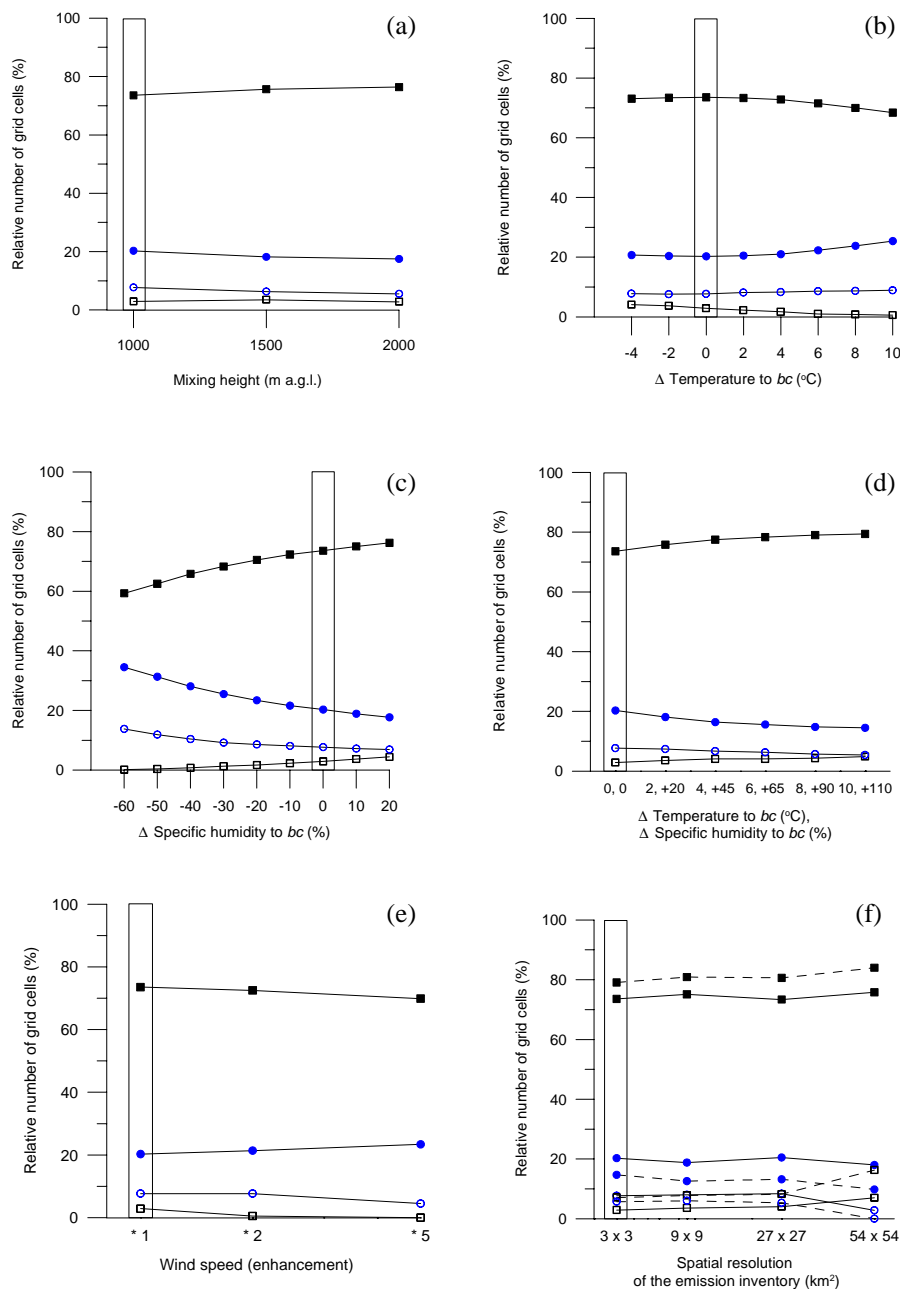 (a)
Relative number of grid cells (%)
100
80
60
40
20
0
1000 1500 2000
Mixing height (m a.g.l.)
(b)
Relative number of grid cells (%)
100
80
60
40
20
0
-4 -2 0 2 4 6 8 10
Δ Temperature to bc (ºC)
(c)
Relative number of grid cells (%)
100
80
60
40
20
0
-60 -50 -40 -30 -20 -10 0 10 20
Δ Specific humidity to bc (%)
(d)
Relative number of grid cells (%)
100
80
60
40
20
0
0, 0 2, +20 4, +45 6, +65 8, +90 10, +110
Δ Temperature to bc (ºC),
Δ Specific humidity to bc (%)
(e)
Relative number of grid cells (%)
100
80
60
40
20
0
* 1 * 2 * 5
Wind speed (enhancement)
(f)
Relative number of grid cells (%)
100
80
60
40
20
0
3 x 3 9 x 9 27 x 27 54 x 54
Spatial resolution
of the emission inventory (km²)